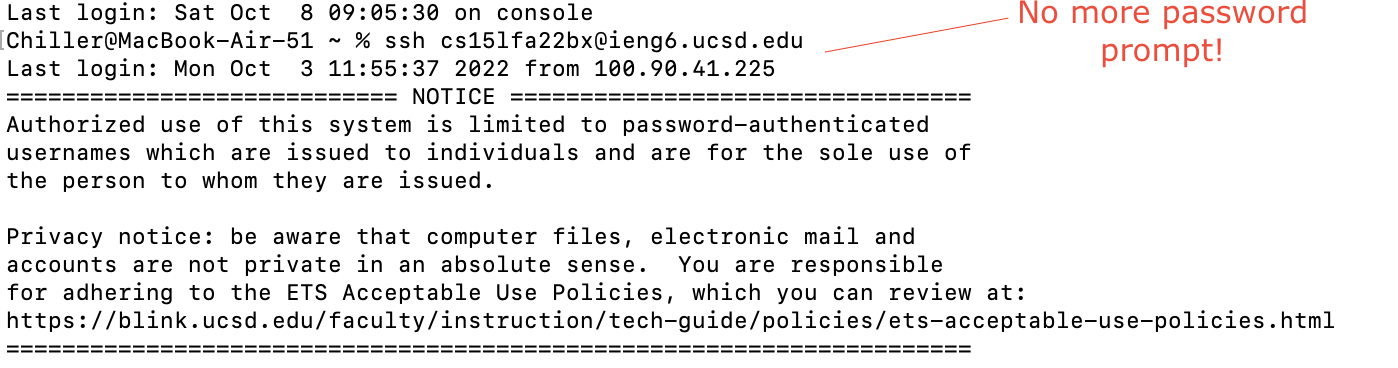 Last login: Sat Oct  8 09:05:30 on console
No more password
prompt!
[Chiller@MacBook-Air-51 ~ % ssh cs15lfa22bx@ieng6.ucsd.edu
Last login: Mon Oct  3 11:55:37 2022 from 100.90.41.225
============================ NOTICE =================================
Authorized use of this system is limited to password-authenticated
usernames which are issued to individuals and are for the sole use of
the person to whom they are issued.
Privacy notice: be aware that computer files, electronic mail and
accounts are not private in an absolute sense.  You are responsible
for adhering to the ETS Acceptable Use Policies, which you can review at:
https://blink.ucsd.edu/faculty/instruction/tech-guide/policies/ets-acceptable-use-policies.html
=====================================================================